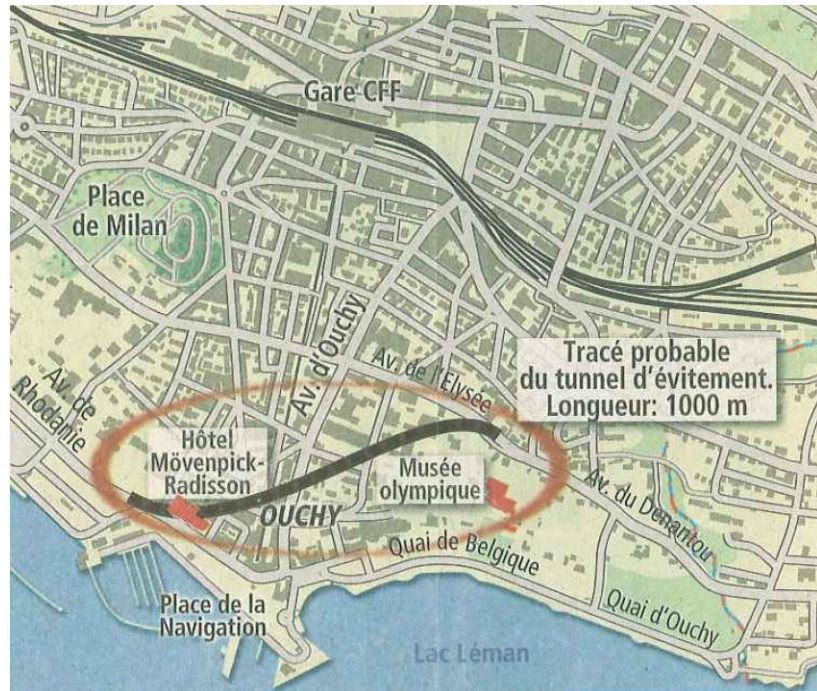 Gare CFF
Place
de Milan
Av. d'Ouchy
Av. de l'Elysée
Tracé probable
du tunnel d'évitement.
Longueur: 1000 m
Av. de
Rhodanie
Hôtel
Mövenpick-
Radisson
Musée
olympique
OUCHY
Av. du Denantou
Quai de Belgique
Place de la
Navigation
Quai d'Ouchy
Lac Léman